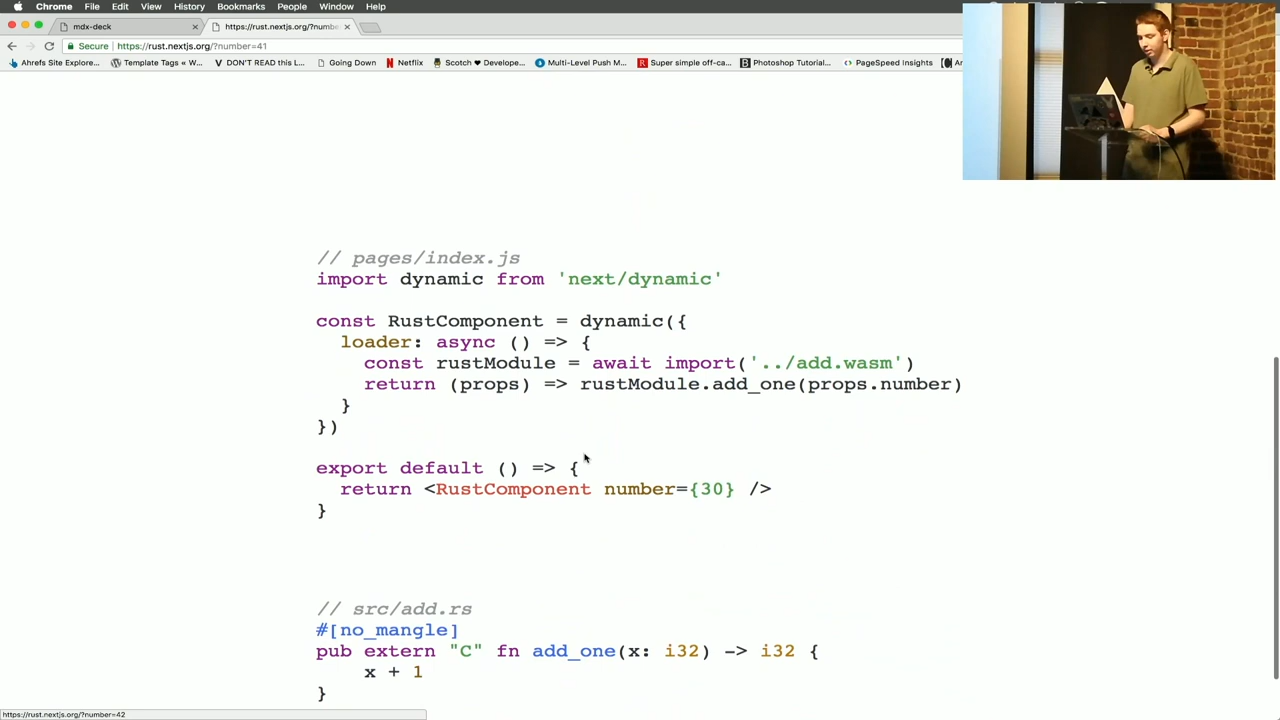 Chrome File Edit View History Bookmarks People Window Help
mdx-deck
https://rust.nextjs.org/?numbe
Secure
https://rust.nextjs.org/?number=41
Ahrefs Site Explore...
Template Tags « W...
DON'T READ this L...
Going Down
Netflix
Scotch ♥ Develope...
Multi-Level Push M...
Super simple off-ca...
Photoshop Tutorial...
PageSpeed Insights
// pages/index.js
import dynamic from 'next/dynamic'
const RustComponent = dynamic({
loader: async () => {
const rustModule = await import('../add.wasm')
return (props) => rustModule.add_one(props.number)
}
})
export default () => {
return <RustComponent number={30} />
}
// src/add.rs
#[no_mangle]
pub extern "C" fn add_one(x: i32) -> i32 {
x + 1
}
https://rust.nextjs.org/?number=42